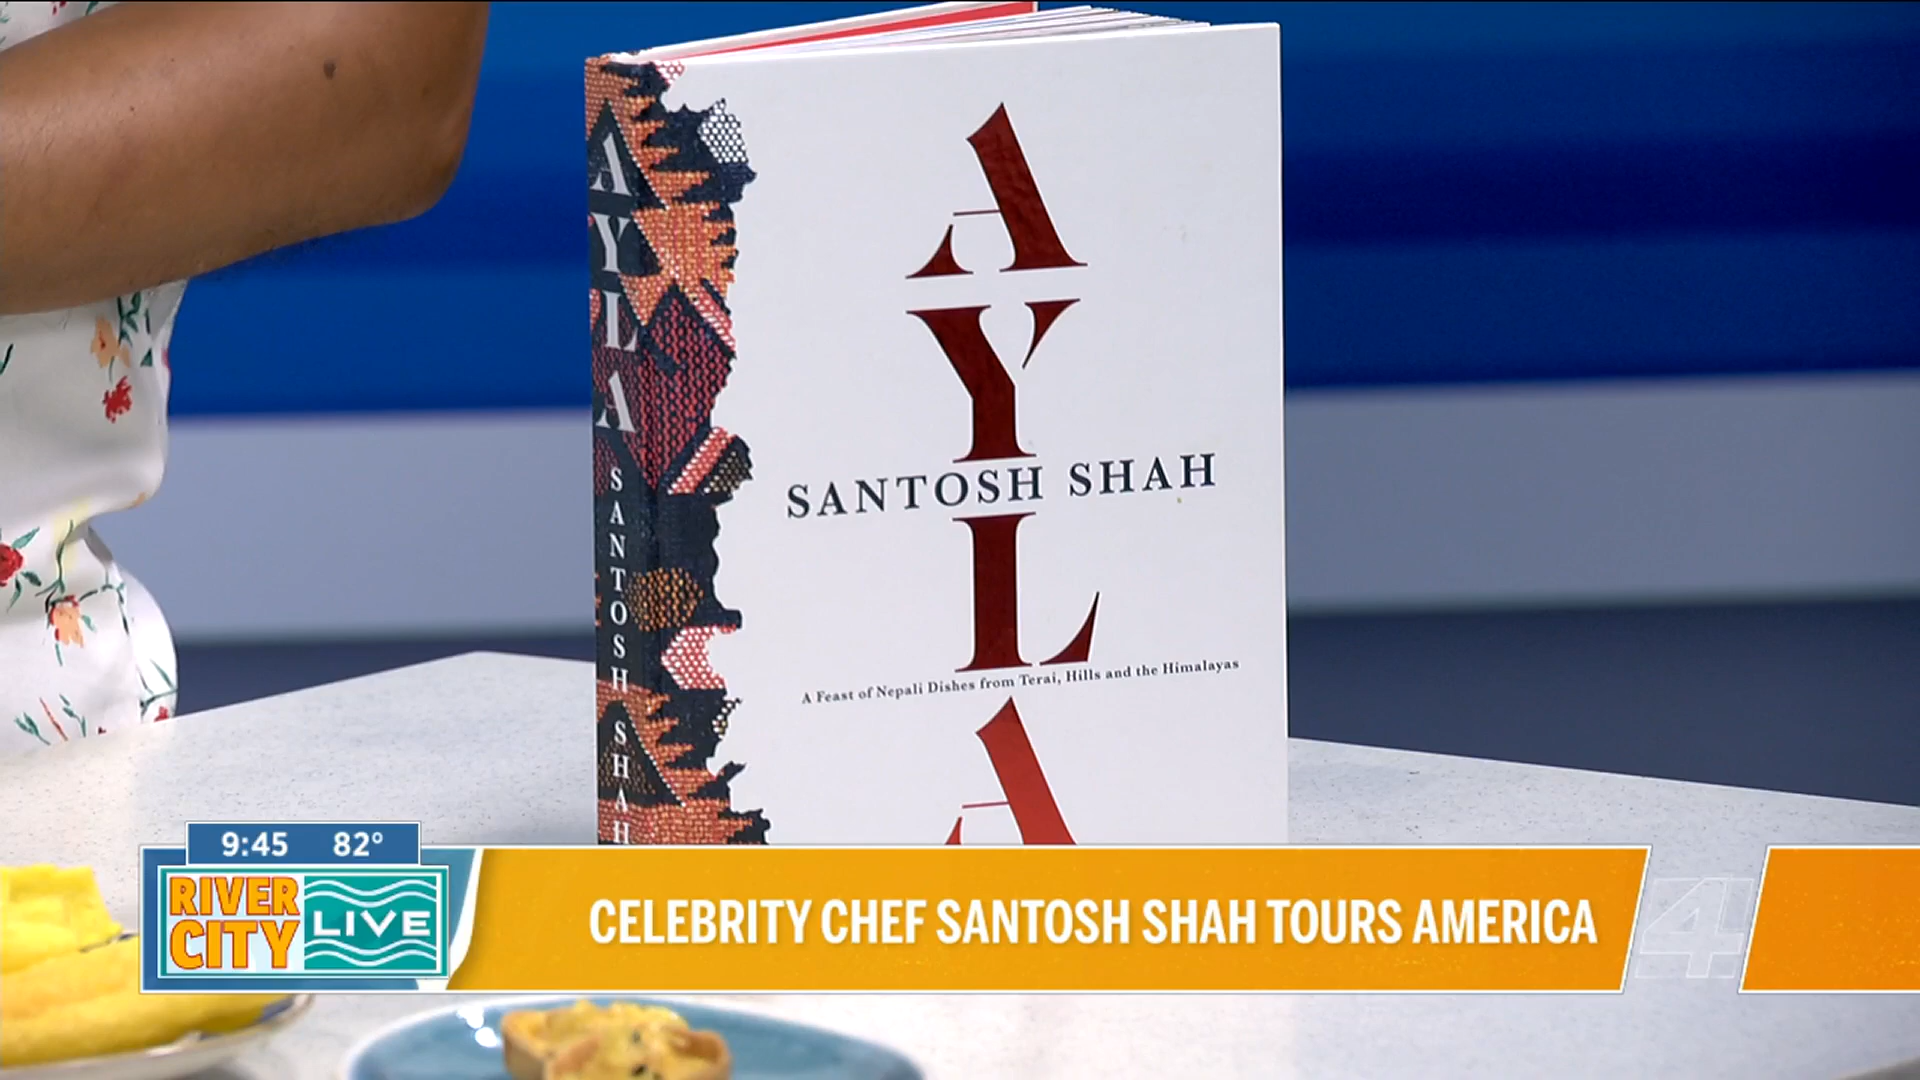 AYLA
SANTOSH SHAH
A
Y
SANTOSH SHAH
L
A Feast of Nepali Dishes from Terai, Hills and the Himalayas
A
9:45 82°
RIVER
CITY
LIVE
CELEBRITY CHEF SANTOSH SHAH TOURS AMERICA
4